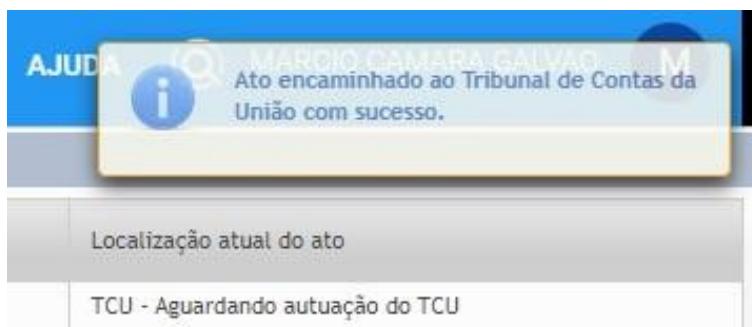 AJUDA MARCIO CAMARA GALVAO M
Ato encaminhado ao Tribunal de Contas da
União com sucesso.
Localização atual do ato
TCU - Aguardando autuação do TCU